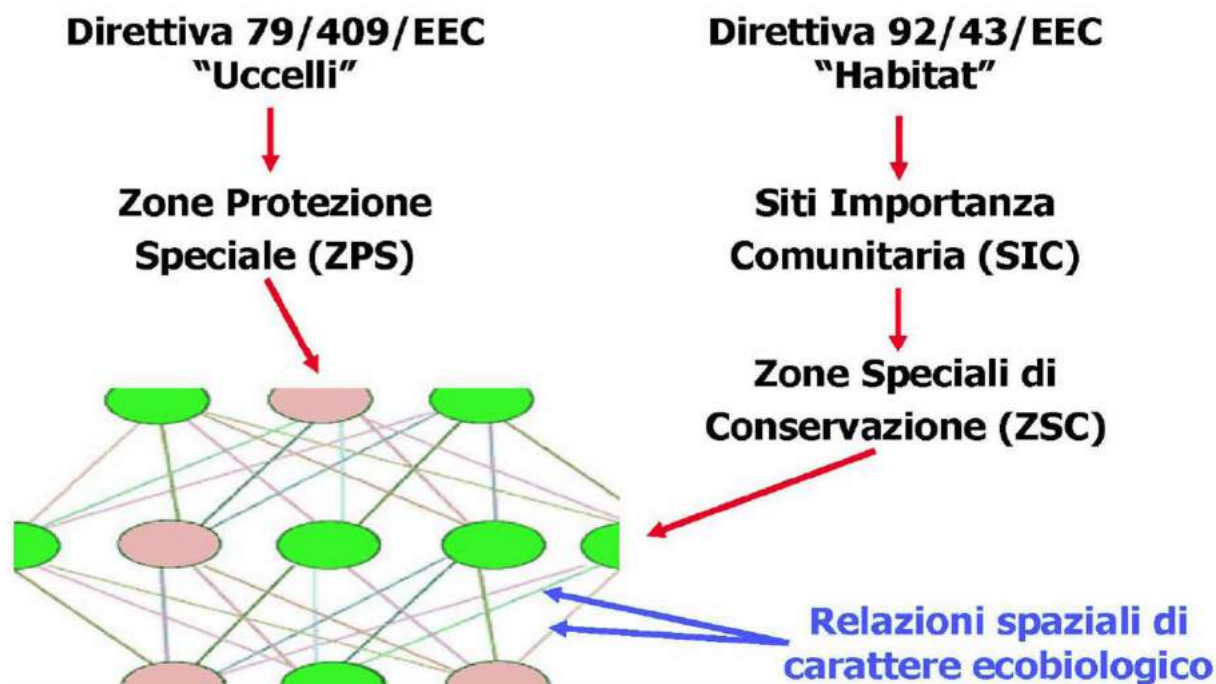 Direttiva 79/409/EEC
“Uccelli”
Zone Protezione
Speciale (ZPS)
Direttiva 92/43/EEC
“Habitat”
Siti Importanza
Comunitaria (SIC)
Zone Speciali di
Conservazione (ZSC)
Relazioni spaziali di
carattere ecobiologico